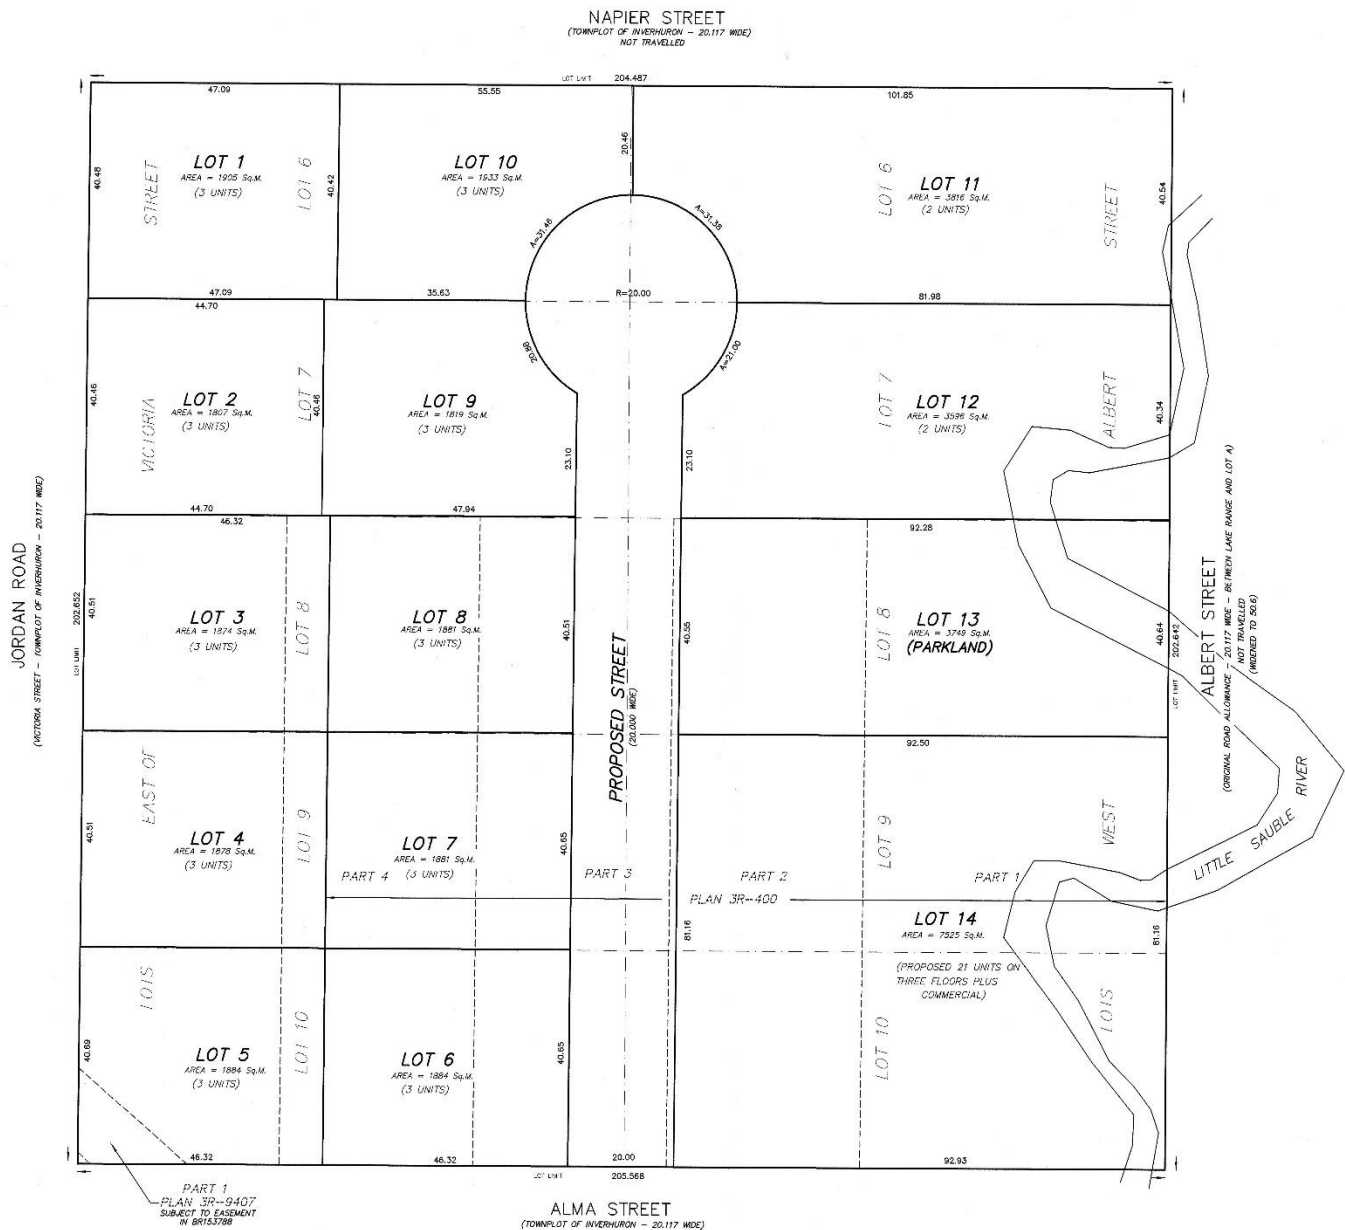 NAPIER STREET
(TOWNPLOT OF INVERHURON - 20.117 WIDE)
NOT TRAVELLED
LOT LIMIT 204.487
47.09
55.55
101.85
LOT 1
AREA = 1905 Sq.M.
(3 UNITS)
40.48
STREET
LOT 6
40.42
LOT 10
AREA = 1933 Sq.M.
(3 UNITS)
20.46
LOT 6
LOT 11
AREA = 3816 Sq.M.
(2 UNITS)
STREET
40.54
A=31.46
A=31.38
R=20.00
47.09
35.63
81.98
44.70
20.88
A=21.00
40.46
VICTORIA
LOT 2
AREA = 1807 Sq.M.
(3 UNITS)
LOT 7
40.46
LOT 9
AREA = 1819 Sq.M.
(3 UNITS)
23.10
23.10
LOT 7
LOT 12
AREA = 3596 Sq.M.
(2 UNITS)
ALBERT
40.34
44.70
47.94
46.32
92.28
JORDAN ROAD
(VICTORIA STREET - TOWNPLOT OF INVERHURON - 20.117 WIDE)
LOT LIMIT
202.652
40.51
LOT 3
AREA = 1874 Sq.M.
(3 UNITS)
LOT 8
LOT 8
AREA = 1881 Sq.M.
(3 UNITS)
40.51
PROPOSED STREET
(20.000 WIDE)
40.55
LOT 8
LOT 13
AREA = 3749 Sq.M.
(PARKLAND)
40.64
LOT LIMIT
202.642
ALBERT STREET
(ORIGINAL ROAD ALLOWANCE - 20.117 WIDE - BETWEEN LAKE RANGE AND LOT A)
NOT TRAVELLED
(WIDENED TO 50.6)
92.50
40.51
EAST OF
LOT 4
AREA = 1878 Sq.M.
(3 UNITS)
LOT 9
LOT 7
AREA = 1881 Sq.M.
(3 UNITS)
40.65
LOT 9
WEST
LITTLE SAUBLE RIVER
PART 4
PART 3
PART 2
PART 1
PLAN 3R-400
81.16
LOT 14
AREA = 7525 Sq.M.
(PROPOSED 21 UNITS ON
THREE FLOORS PLUS
COMMERCIAL)
81.16
LOIS
LOIS
40.69
LOT 5
AREA = 1884 Sq.M.
(3 UNITS)
LOT 10
LOT 6
AREA = 1884 Sq.M.
(3 UNITS)
40.65
LOT 10
46.32
46.32
20.00
92.93
LOT LIMIT 205.568
PART 1
PLAN 3R-9407
SUBJECT TO EASEMENT
IN BR153788
ALMA STREET
(TOWNPLOT OF INVERHURON - 20.117 WIDE)